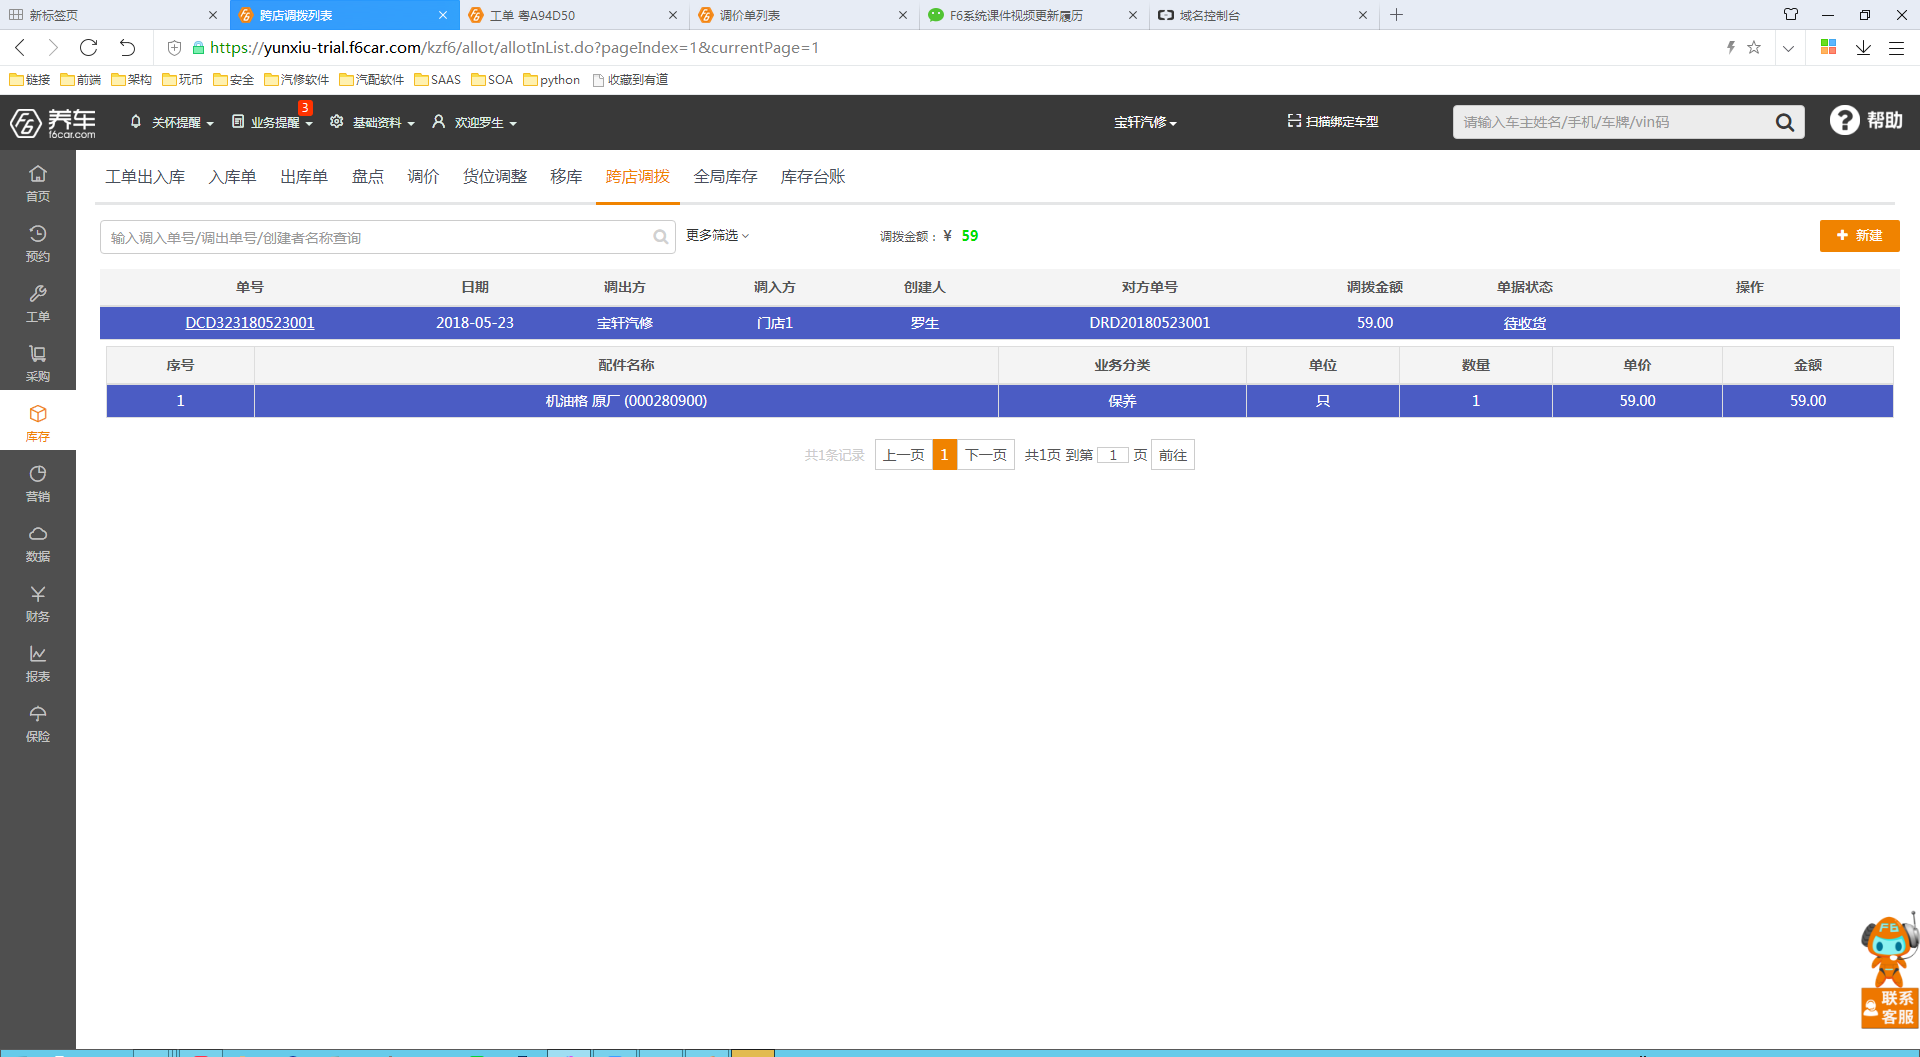 新标签页 跨店调拨列表 工单 粤A94D50 调价单列表 F6系统课件视频更新履历 域名控制台
https://yunxiu-trial.f6car.com/kzf6/allot/allotInList.do?pageIndex=1&currentPage=1
链接 前端 架构 玩币 安全 汽修软件 汽配软件 SAAS SOA python 收藏到有道
F6 养车 f6car.com 关怀提醒 业务提醒 3 基础资料 欢迎罗生 宝轩汽修 扫描绑定车型 请输入车主姓名/手机/车牌/vin码 ? 帮助
首页
预约
工单
采购
库存
营销
数据
财务
报表
保险
工单出入库 入库单 出库单 盘点 调价 货位调整 移库 跨店调拨 全局库存 库存台账
输入调入单号/调出单号/创建者名称查询 更多筛选 调拨金额：¥ 59 + 新建
单号 日期 调出方 调入方 创建人 对方单号 调拨金额 单据状态 操作
DCD323180523001 2018-05-23 宝轩汽修 门店1 罗生 DRD20180523001 59.00 待收货
序号 配件名称 业务分类 单位 数量 单价 金额
1 机油格 原厂 (000280900) 保养 只 1 59.00 59.00
共1条记录 上一页 1 下一页 共1页 到第 1 页 前往
F6
联系
客服